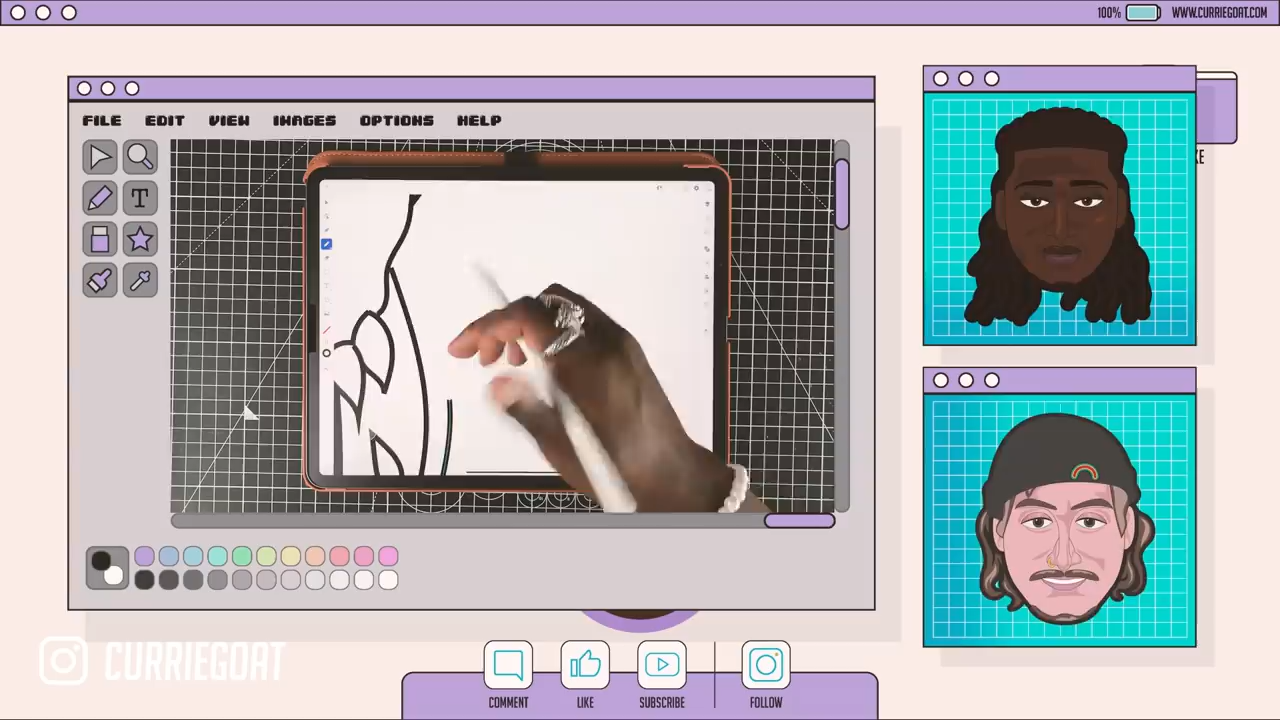 100% WWW.CURRIEGOAT.COM
FILE EDIT VIEW IMAGES OPTIONS HELP
T
CURRIEGOAT
COMMENT LIKE SUBSCRIBE FOLLOW